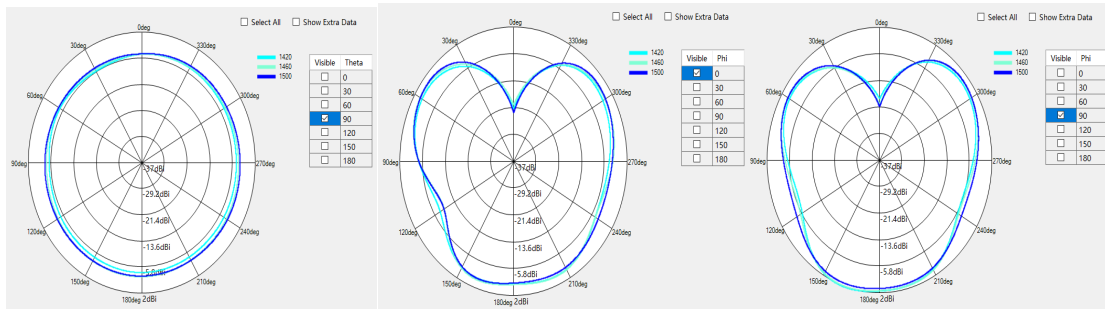 Select All Show Extra Data
0deg
30deg
330deg
1420
1460
1500
Visible Theta
0
30
60
90
120
150
180
60deg
300deg
90deg
270deg
-37dBi
-29.2dBi
-21.4dBi
-13.6dBi
-5.8dBi
120deg
240deg
150deg
210deg
180deg 2dBi
Select All Show Extra Data
0deg
30deg
330deg
1420
1460
1500
Visible Phi
0
30
60
90
120
150
180
60deg
300deg
90deg
270deg
-37dBi
-29.2dBi
-21.4dBi
-13.6dBi
-5.8dBi
120deg
240deg
150deg
210deg
180deg 2dBi
Select All Show Extra Data
0deg
30deg
330deg
1420
1460
1500
Visible Phi
0
30
60
90
120
150
180
60deg
300deg
90deg
270deg
-37dBi
-29.2dBi
-21.4dBi
-13.6dBi
-5.8dBi
120deg
240deg
150deg
210deg
180deg 2dBi